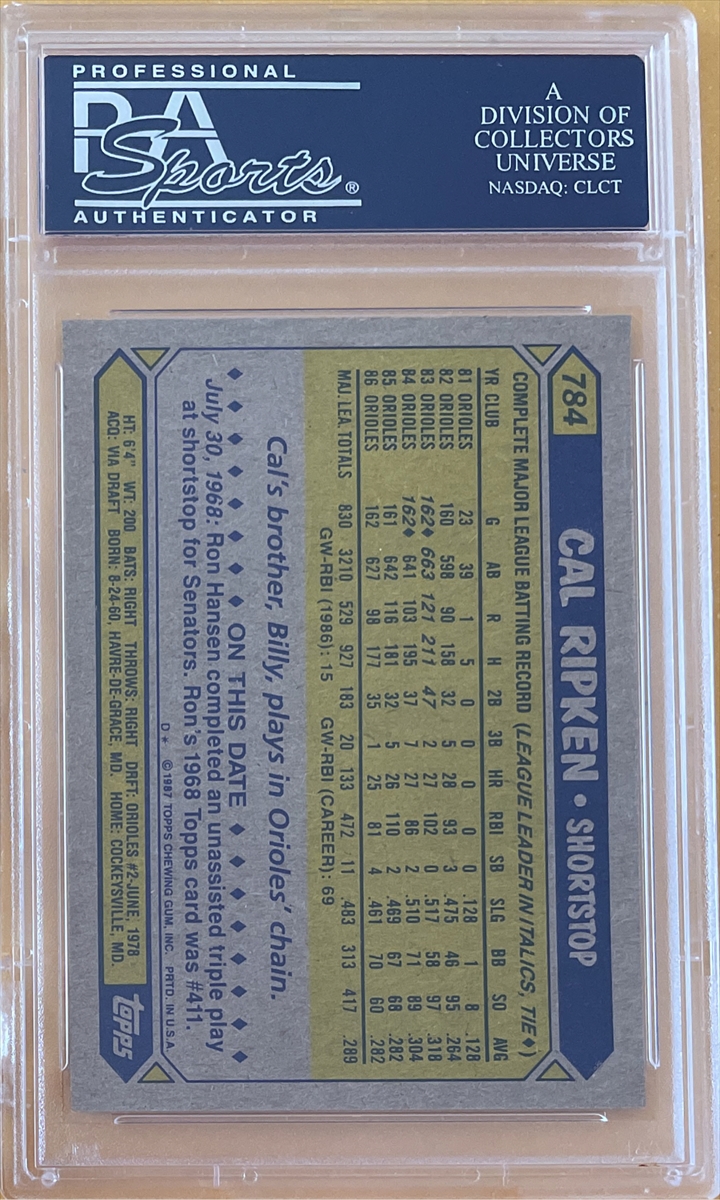 PROFESSIONAL
PSA
Sports®
AUTHENTICATOR
A
DIVISION OF
COLLECTORS
UNIVERSE
NASDAQ: CLCT
784
CAL RIPKEN • SHORTSTOP
COMPLETE MAJOR LEAGUE BATTING RECORD (LEAGUE LEADER IN ITALICS, TIE♦)
YR CLUB G AB R H 2B 3B HR RBI SB SLG BB SO AVG
81 ORIOLES 23 39 1 5 0 0 0 0 0 .128 1 8 .128
82 ORIOLES 160 598 90 158 32 5 28 93 3 .475 46 95 .264
83 ORIOLES 162♦ 663 121 211 47 2 27 102 0 .517 58 97 .318
84 ORIOLES 162♦ 641 103 195 37 7 27 86 2 .510 71 89 .304
85 ORIOLES 161 642 116 181 32 5 26 110 2 .469 67 68 .282
86 ORIOLES 162 627 98 177 35 1 25 81 4 .461 70 60 .282
MAJ. LEA. TOTALS 830 3210 529 927 183 20 133 472 11 .483 313 417 .289
GW-RBI (1986): 15 GW-RBI (CAREER): 69
Cal's brother, Billy, plays in Orioles' chain.
♦ ♦ ♦ ♦ ♦ ♦ ♦ ♦ ♦ ON THIS DATE ♦ ♦ ♦ ♦ ♦ ♦ ♦ ♦ ♦
July 30, 1968: Ron Hansen completed an unassisted triple play
at shortstop for Senators. Ron's 1968 Topps card was #411.
D* ©1987 TOPPS CHEWING GUM, INC. PRTD. IN U.S.A.
HT: 6'4" WT: 200 BATS: RIGHT THROWS: RIGHT DRFT: ORIOLES #2-JUNE, 1978
ACQ: VIA DRAFT BORN: 8-24-60, HAVRE-DE-GRACE, MD. HOME: COCKEYSVILLE, MD.
topps